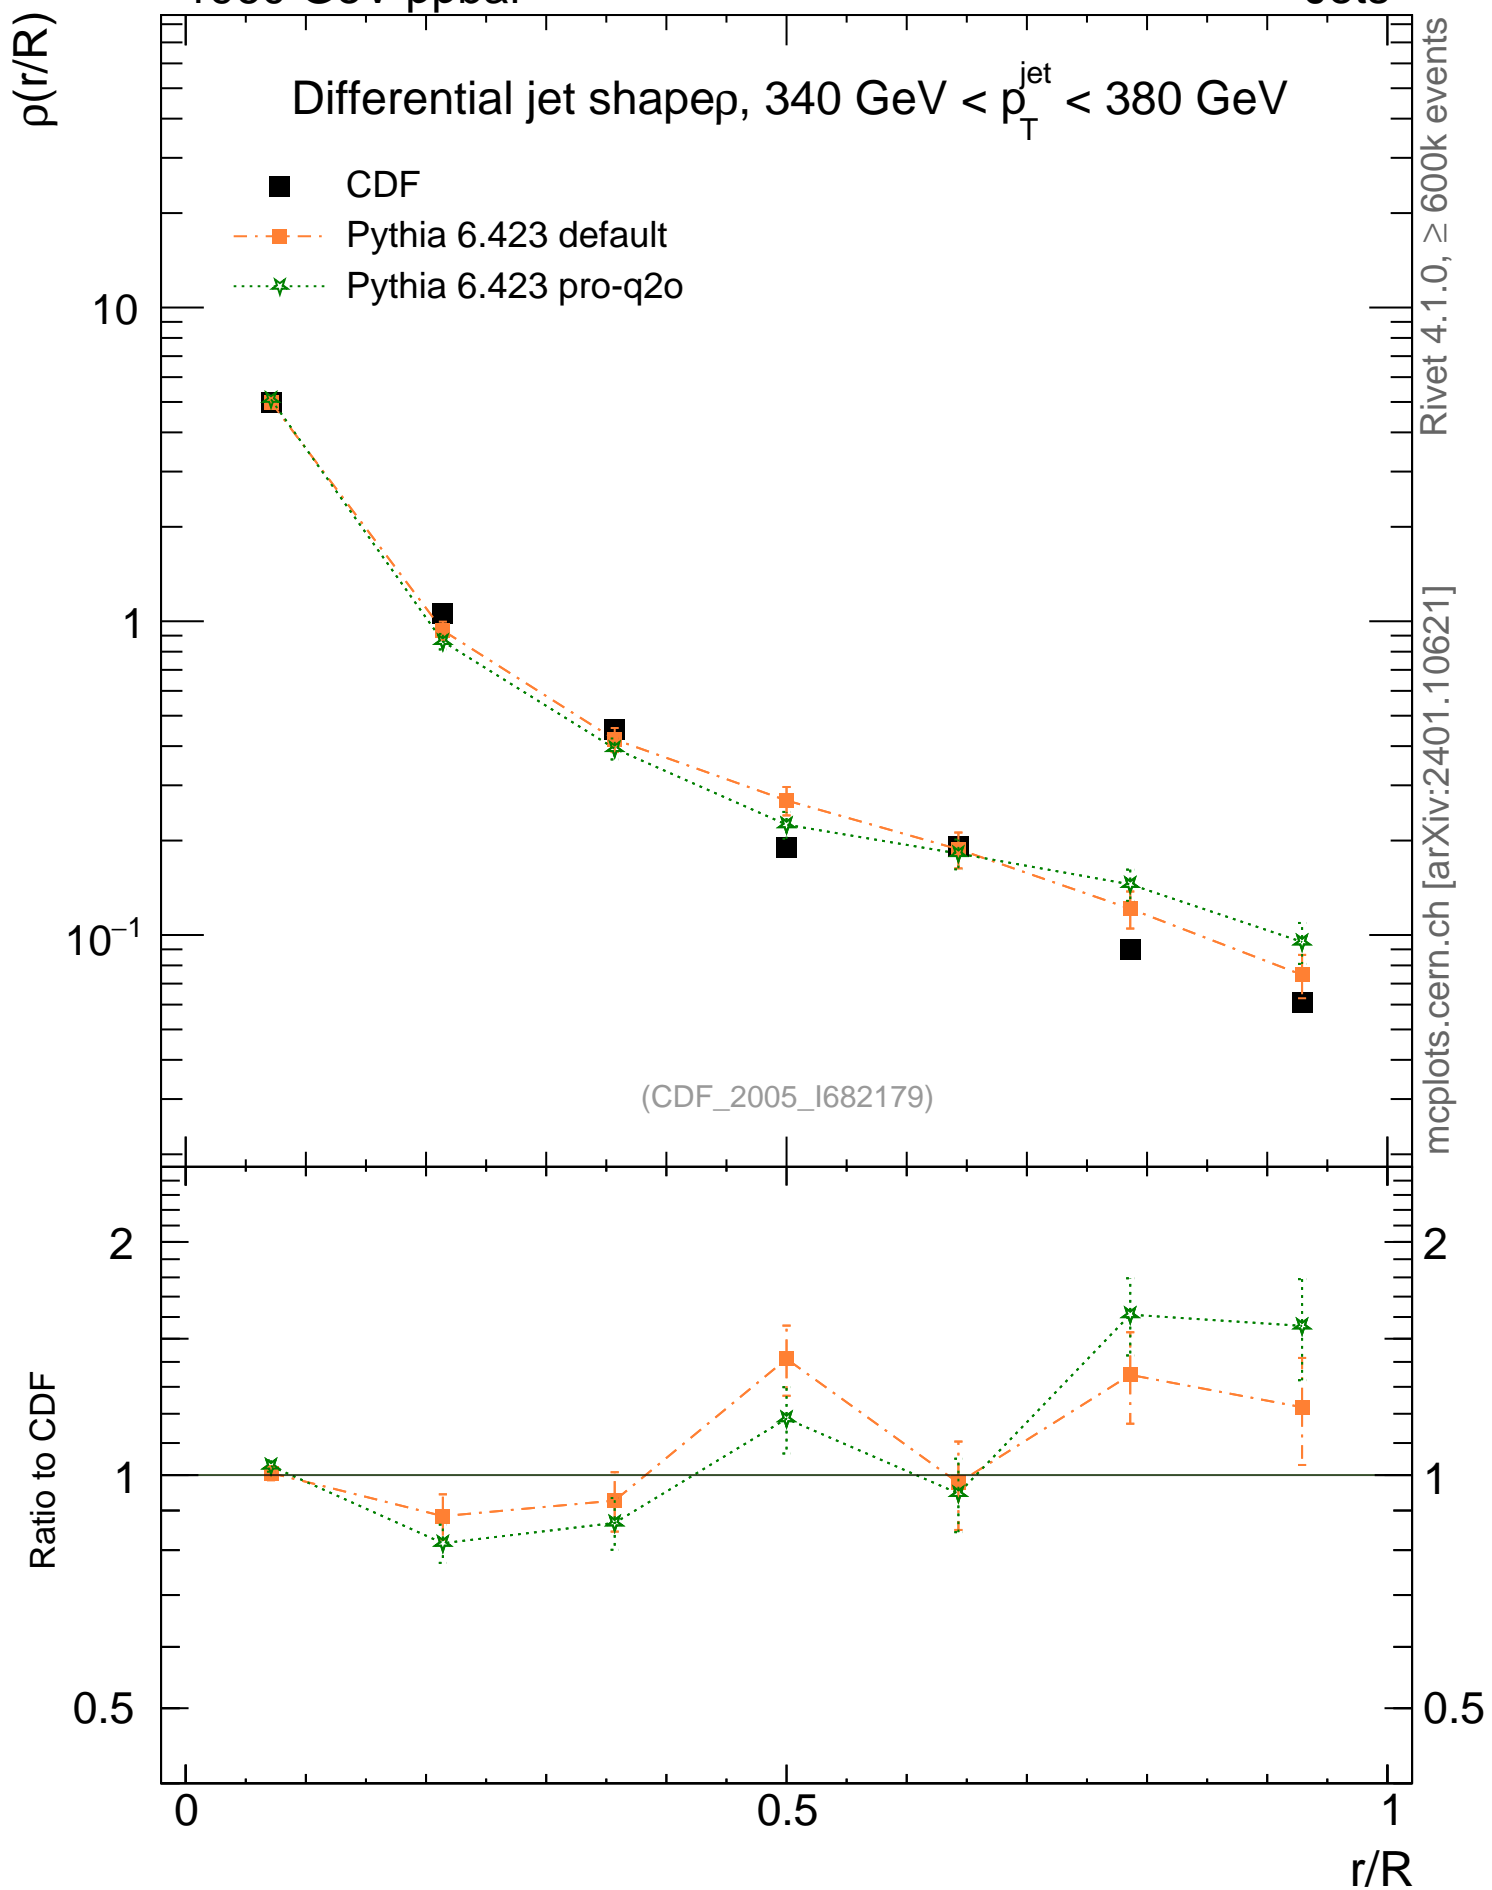 ρ(r/R)
Differential jet shapeρ, 340 GeV < p_T^jet < 380 GeV
CDF
Pythia 6.423 default
Pythia 6.423 pro-q2o
10
1
10⁻¹
(CDF_2005_I682179)
Rivet 4.1.0, ≥ 600k events
mcplots.cern.ch [arXiv:2401.10621]
Ratio to CDF
2
1
0.5
2
1
0.5
0
0.5
1
r/R